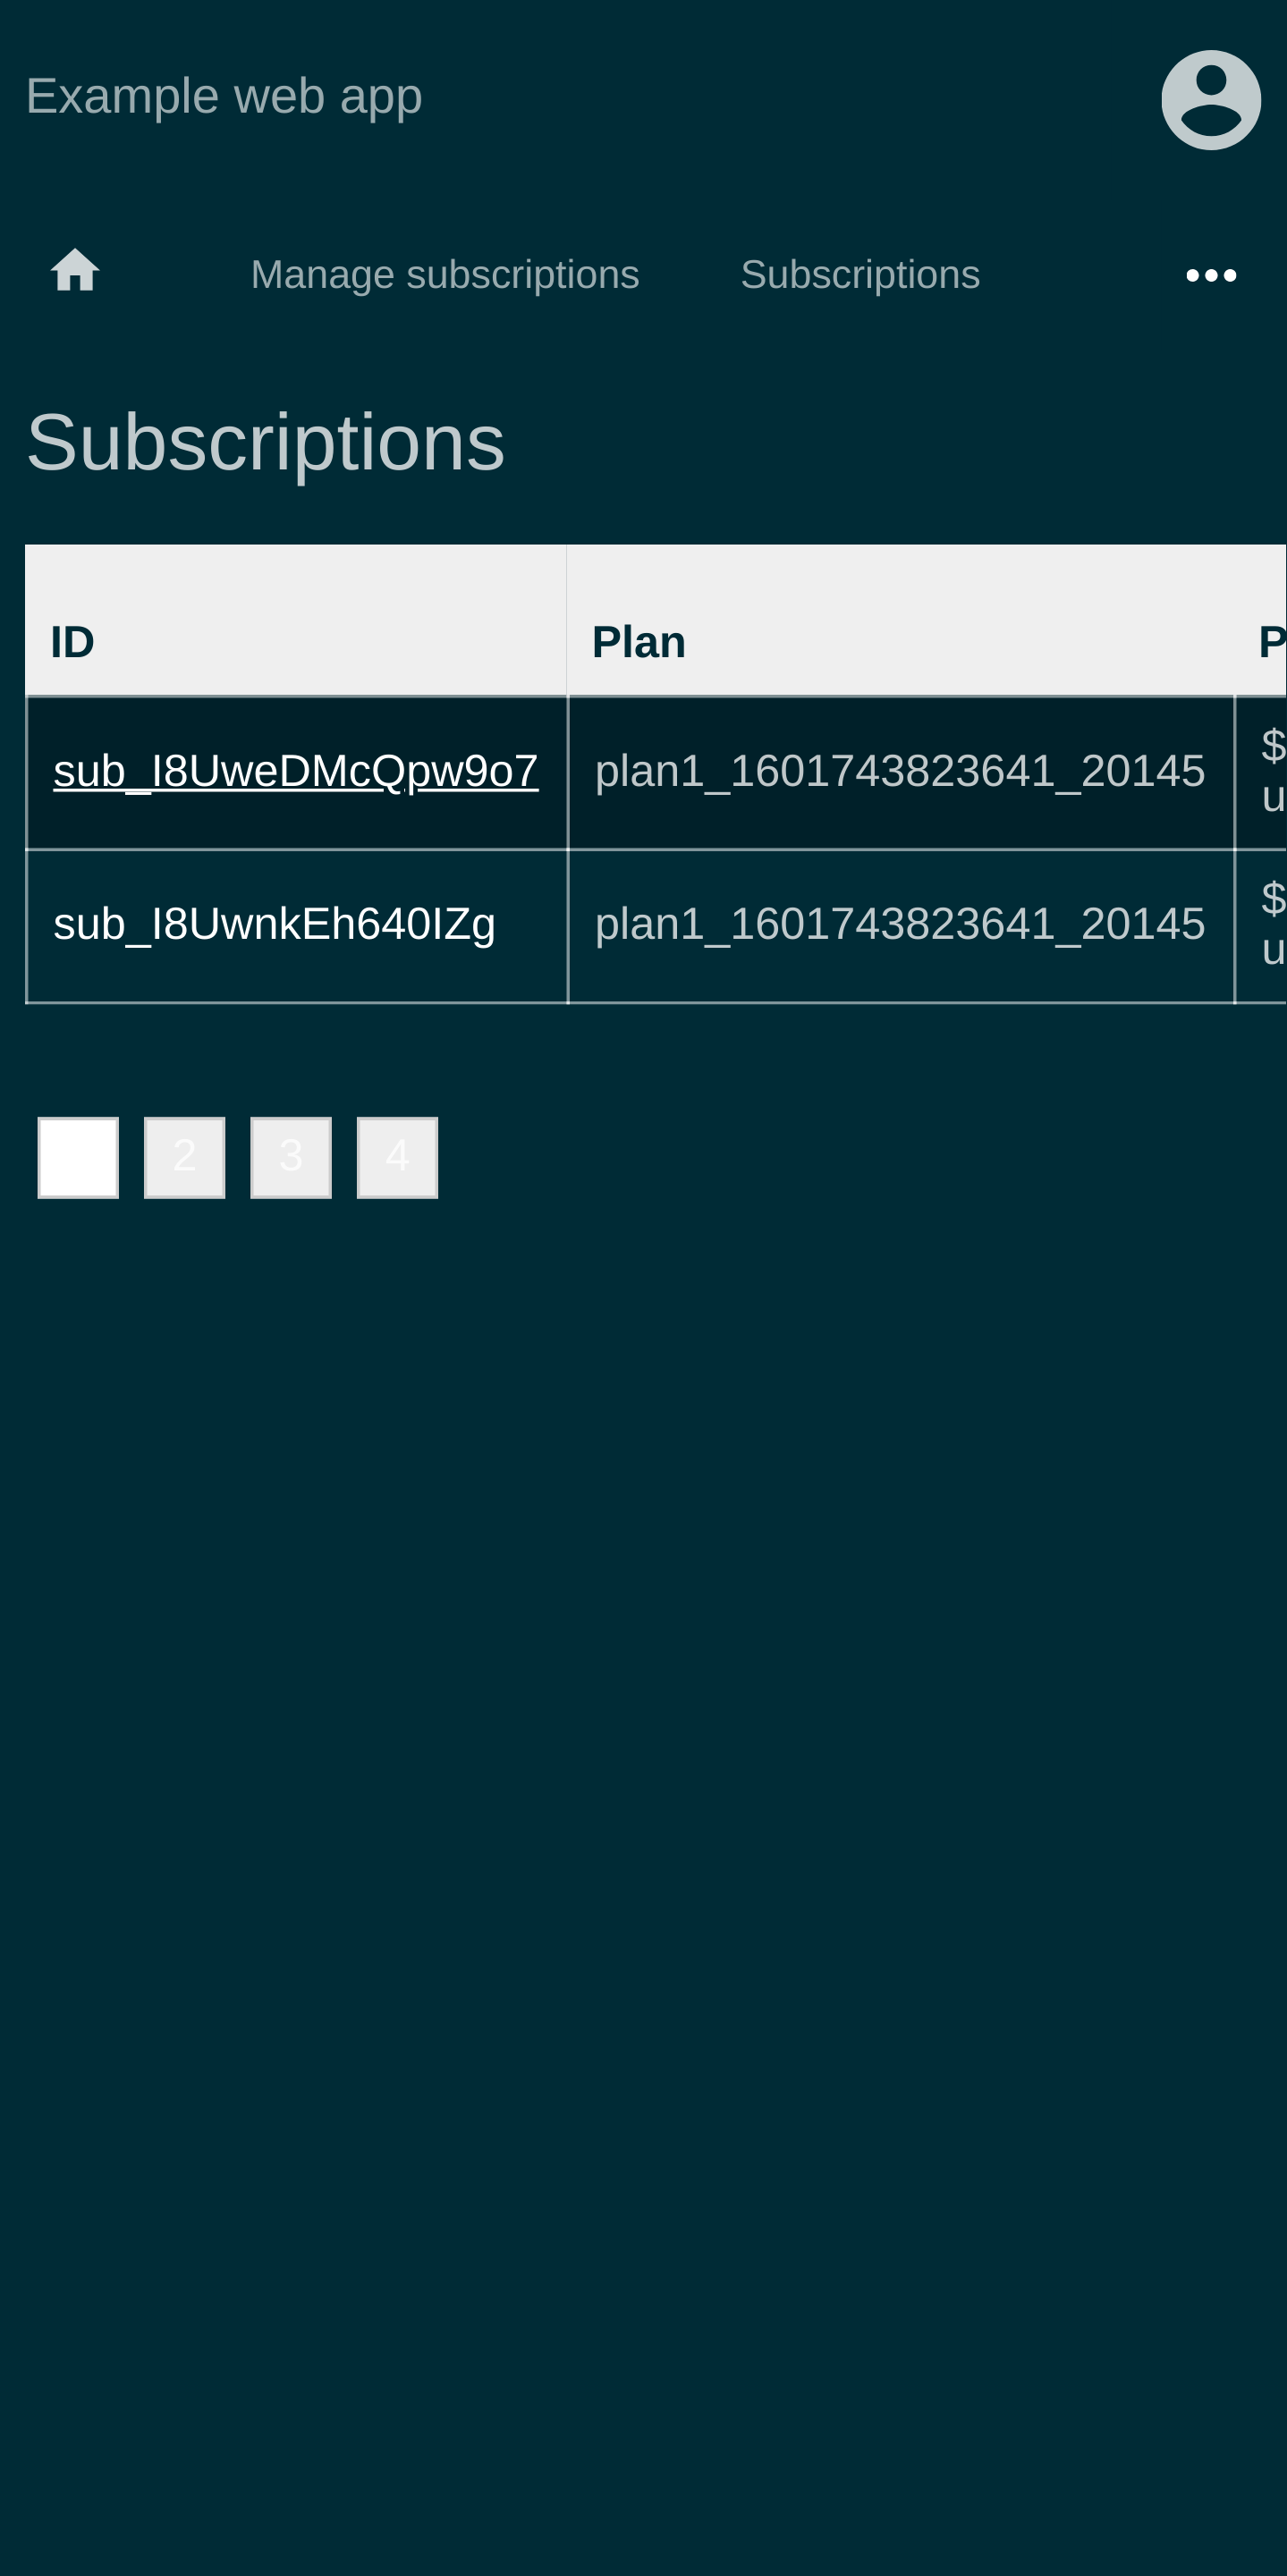 Example web app
Manage subscriptions Subscriptions
Subscriptions
ID Plan P
sub_I8UweDMcQpw9o7 plan1_1601743823641_20145 $
u
sub_I8UwnkEh640IZg plan1_1601743823641_20145 $
u
2 3 4